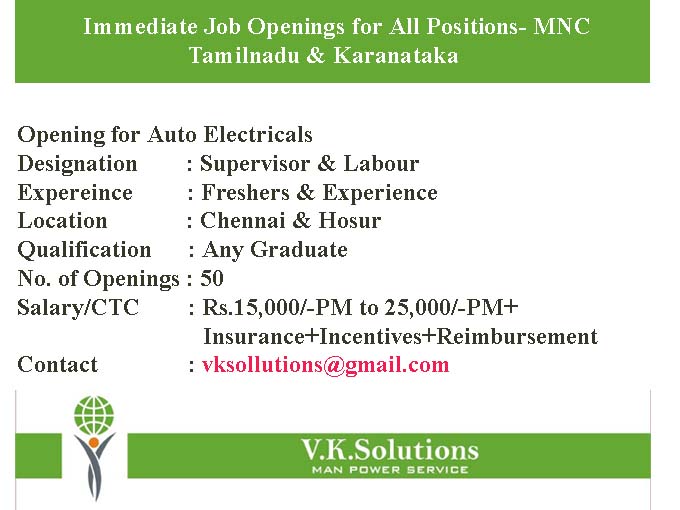 Immediate Job Openings for All Positions- MNC
Tamilnadu & Karanataka
Opening for Auto Electricals
Designation : Supervisor & Labour
Expereince : Freshers & Experience
Location : Chennai & Hosur
Qualification : Any Graduate
No. of Openings : 50
Salary/CTC : Rs.15,000/-PM to 25,000/-PM+
Insurance+Incentives+Reimbursement
Contact : vksollutions@gmail.com
V.K.Solutions
MAN POWER SERVICE